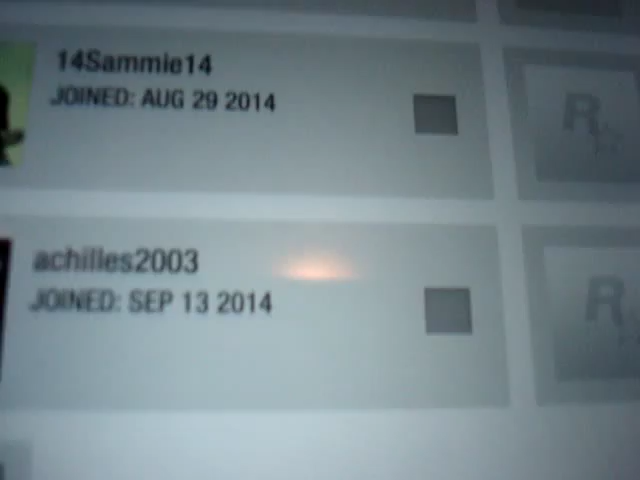 14Sammie14
JOINED: AUG 29 2014
R
achilles2003
JOINED: SEP 13 2014
R